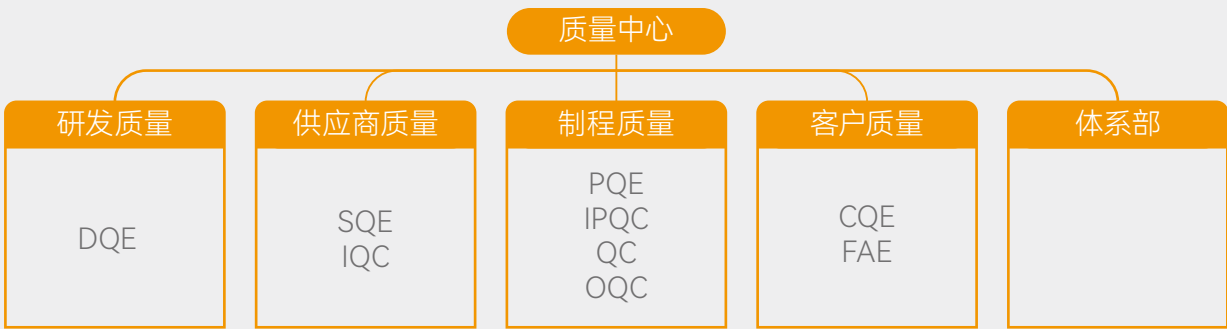 质量中心
研发质量
DQE
供应商质量
SQE
IQC
制程质量
PQE
IPQC
QC
OQC
客户质量
CQE
FAE
体系部